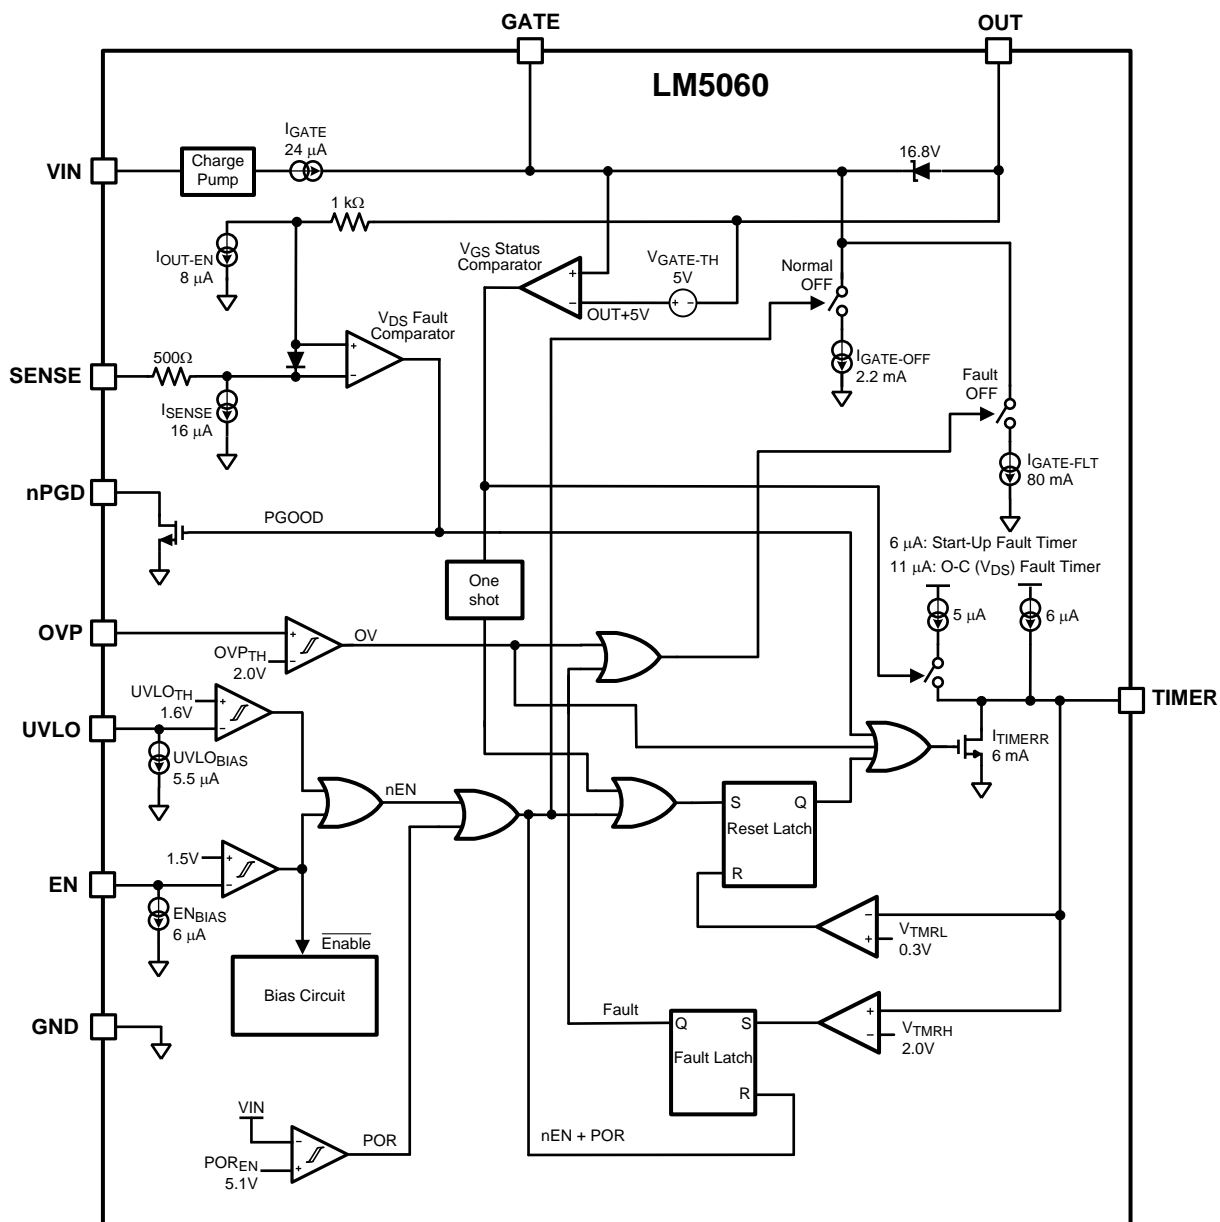 GATE
OUT
LM5060
VIN
Charge
Pump
IGATE
24 μA
16.8V
1 kΩ
IOUT-EN
8 μA
VGS Status
Comparator
VGATE-TH
5V
OUT+5V
Normal
OFF
VDS Fault
Comparator
SENSE
500Ω
ISENSE
16 μA
IGATE-OFF
2.2 mA
Fault
OFF
IGATE-FLT
80 mA
nPGD
PGOOD
6 μA: Start-Up Fault Timer
11 μA: O-C (VDS) Fault Timer
One
shot
5 μA
6 μA
OVP
OVPTH
2.0V
OV
UVLOTH
1.6V
UVLO
UVLOBIAS
5.5 μA
TIMER
ITIMERR
6 mA
nEN
S
Q
Reset Latch
R
1.5V
EN
ENBIAS
6 μA
Enable
VTMRL
0.3V
Bias Circuit
GND
Fault
Q
S
Fault Latch
R
VTMRH
2.0V
VIN
POR
POREN
5.1V
nEN + POR
+
−
+
−
+
−
+
−
+
−
+
−
+
−
+
−
+
−
−
+